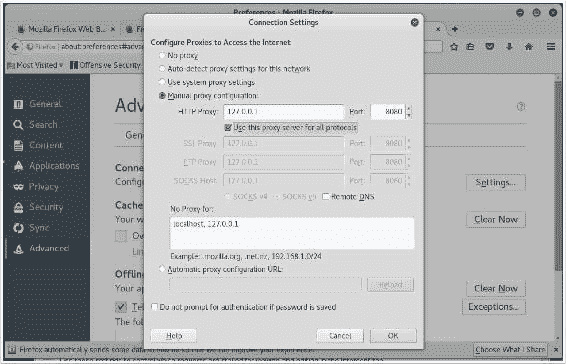 Preferences - Mozilla Firefox
Connection Settings
Mozilla Firefox Web B...
Firefox
about:preferences#adva
Most Visited
Offensive Security
Configure Proxies to Access the Internet
No proxy
Auto-detect proxy settings for this network
Use system proxy settings
Manual proxy configuration:
HTTP Proxy: 127.0.0.1 Port: 8080
Use this proxy server for all protocols
SSL Proxy: 127.0.0.1 Port: 8080
FTP Proxy: 127.0.0.1 Port: 8080
SOCKS Host: 127.0.0.1 Port: 8080
SOCKS v4 SOCKS v5 Remote DNS
No Proxy for:
localhost, 127.0.0.1
Example: .mozilla.org, .net.nz, 192.168.1.0/24
Automatic proxy configuration URL:
Reload
Do not prompt for authentication if password is saved
Help
Cancel
OK
General
Search
Content
Applications
Privacy
Security
Sync
Advanced
Adv
Gene
Conne
Config
Settings...
Cache
Your w
Clear Now
Ov
Offlin
Your ap
Clear Now
Tel
Exceptions...
The fol
Firefox automatically sends some data to
Choose What I Share